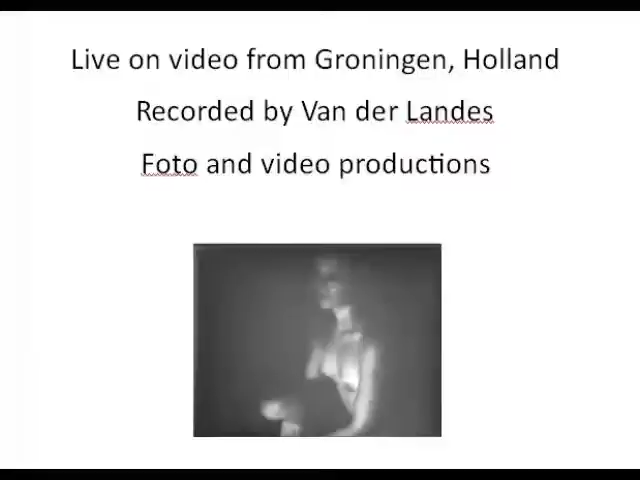 Live on video from Groningen, Holland
Recorded by Van der Landes
Foto and video productions